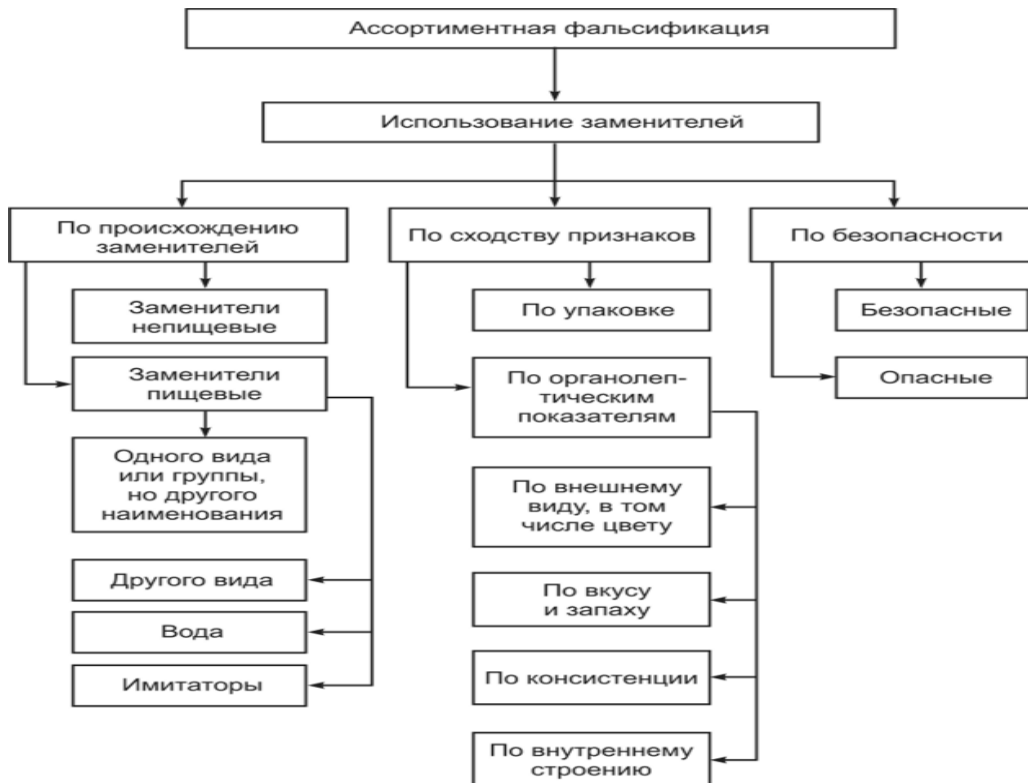 Ассортиментная фальсификация
Использование заменителей
По происхождению
заменителей
По сходству признаков
По безопасности
Заменители
непищевые
По упаковке
Безопасные
Заменители
пищевые
По органолеп-
тическим
показателям
Опасные
Одного вида
или группы,
но другого
наименования
По внешнему
виду, в том
числе цвету
Другого вида
По вкусу
и запаху
Вода
Имитаторы
По консистенции
По внутреннему
строению